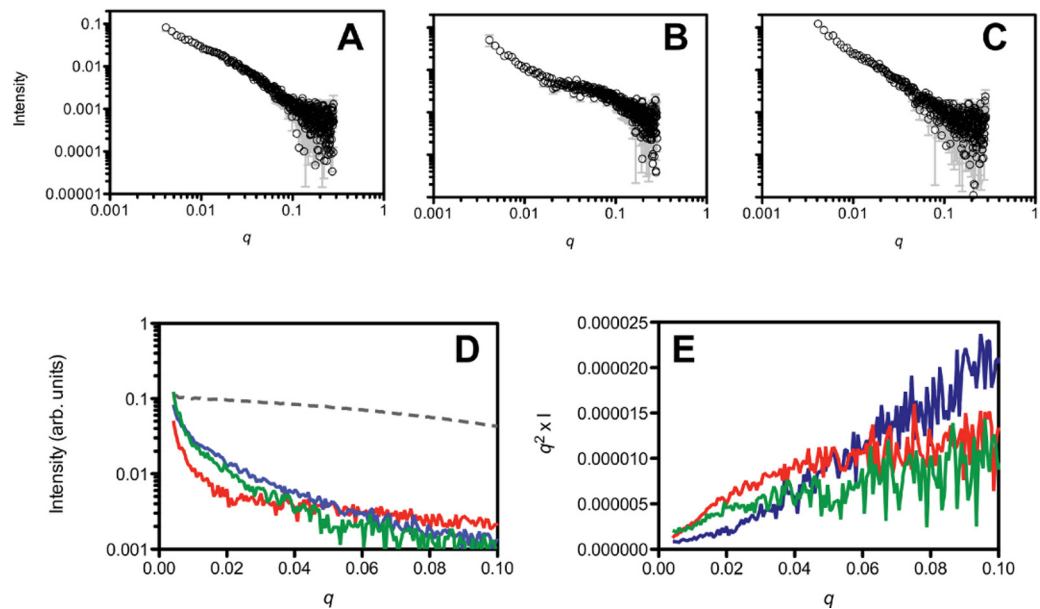 A
B
C
Intensity
0.1
0.01
0.001
0.0001
0.00001
0.001 0.01 0.1 1
0.001 0.01 0.1 1
0.001 0.01 0.1 1
q
q
q
D
Intensity (arb. units)
1
0.1
0.01
0.001
0.00 0.02 0.04 0.06 0.08 0.10
q
E
q² x I
0.000025
0.000020
0.000015
0.000010
0.000005
0.000000
0.00 0.02 0.04 0.06 0.08 0.10
q